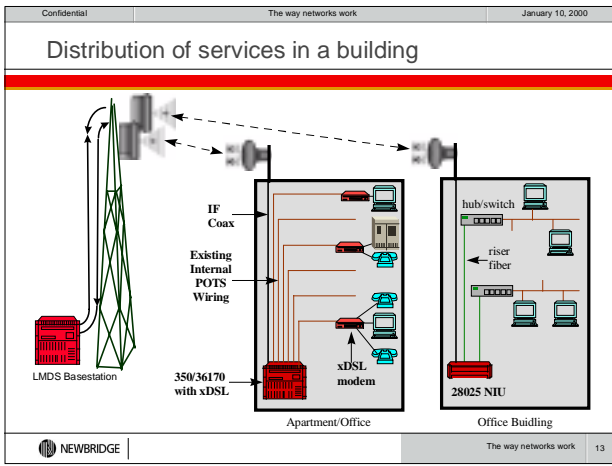 Confidential
The way networks work
January 10, 2000
Distribution of services in a building
IF
Coax
Existing
Internal
POTS
Wiring
hub/switch
riser
fiber
LMDS Basestation
350/36170
with xDSL
xDSL
modem
28025 NIU
Apartment/Office
Office Buidling
NEWBRIDGE
The way networks work
13